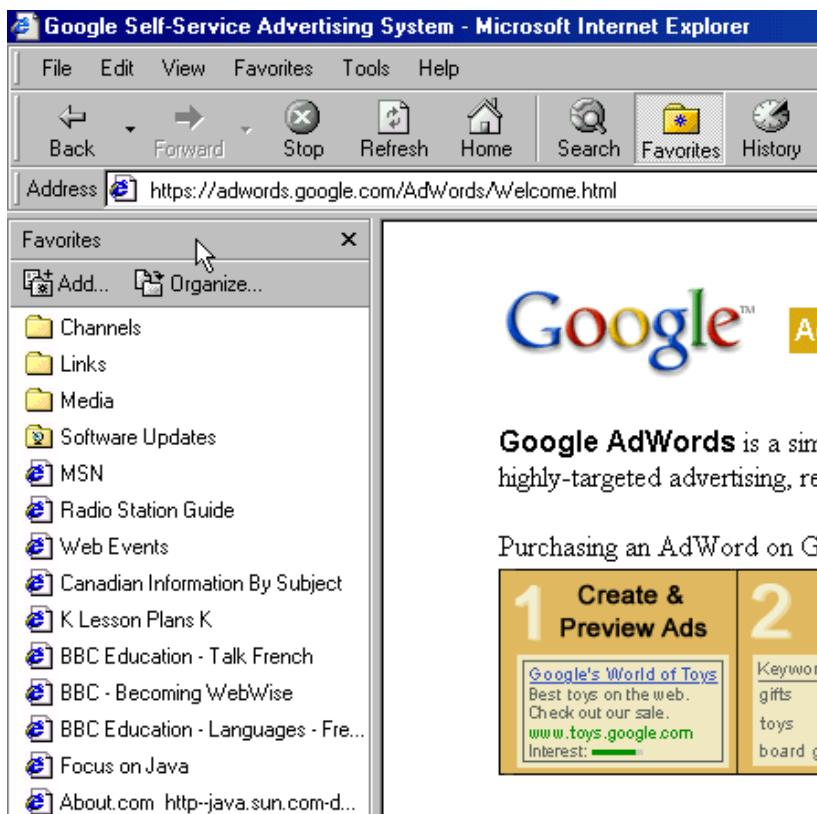 Google Self-Service Advertising System - Microsoft Internet Explorer
File Edit View Favorites Tools Help
Back Forward Stop Refresh Home Search Favorites History
Address https://adwords.google.com/AdWords/Welcome.html
Favorites
Add... Organize...
Channels
Links
Media
Software Updates
MSN
Radio Station Guide
Web Events
Canadian Information By Subject
K Lesson Plans K
BBC Education - Talk French
BBC - Becoming WebWise
BBC Education - Languages - Fre...
Focus on Java
About.com http--java.sun.com-d...
Google™
Google AdWords is a
highly-targeted advertising,
Purchasing an AdWord on
1 Create &
Preview Ads
Google's World of Toys
Best toys on the web.
Check out our sale.
www.toys.google.com
Interest:
2
gifts
toys
board